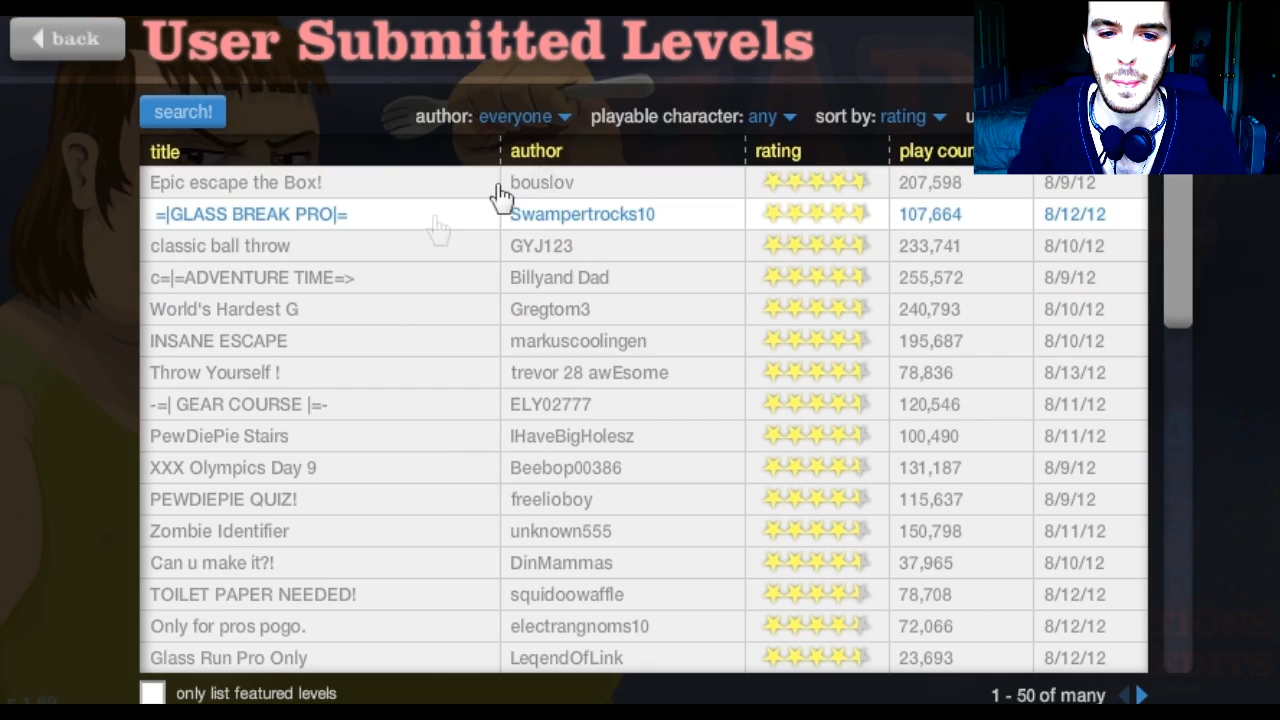 back
User Submitted Levels
search!
author: everyone playable character: any sort by: rating u
title author rating play coun
Epic escape the Box! bouslov 207,598 8/9/12
=|GLASS BREAK PRO|= Swampertrocks10 107,664 8/12/12
classic ball throw GYJ123 233,741 8/10/12
c=|=ADVENTURE TIME=> Billyand Dad 255,572 8/9/12
World's Hardest G Gregtom3 240,793 8/10/12
INSANE ESCAPE markuscoolingen 195,687 8/10/12
Throw Yourself ! trevor 28 awEsome 78,836 8/13/12
-=| GEAR COURSE |=- ELY02777 120,546 8/11/12
PewDiePie Stairs IHaveBigHolesz 100,490 8/11/12
XXX Olympics Day 9 Beebop00386 131,187 8/9/12
PEWDIEPIE QUIZ! freelioboy 115,637 8/9/12
Zombie Identifier unknown555 150,798 8/11/12
Can u make it?! DinMammas 37,965 8/10/12
TOILET PAPER NEEDED! squidoowaffle 78,708 8/12/12
Only for pros pogo. electrangnoms10 72,066 8/12/12
Glass Run Pro Only LeqendOfLink 23,693 8/12/12
only list featured levels 1 - 50 of many